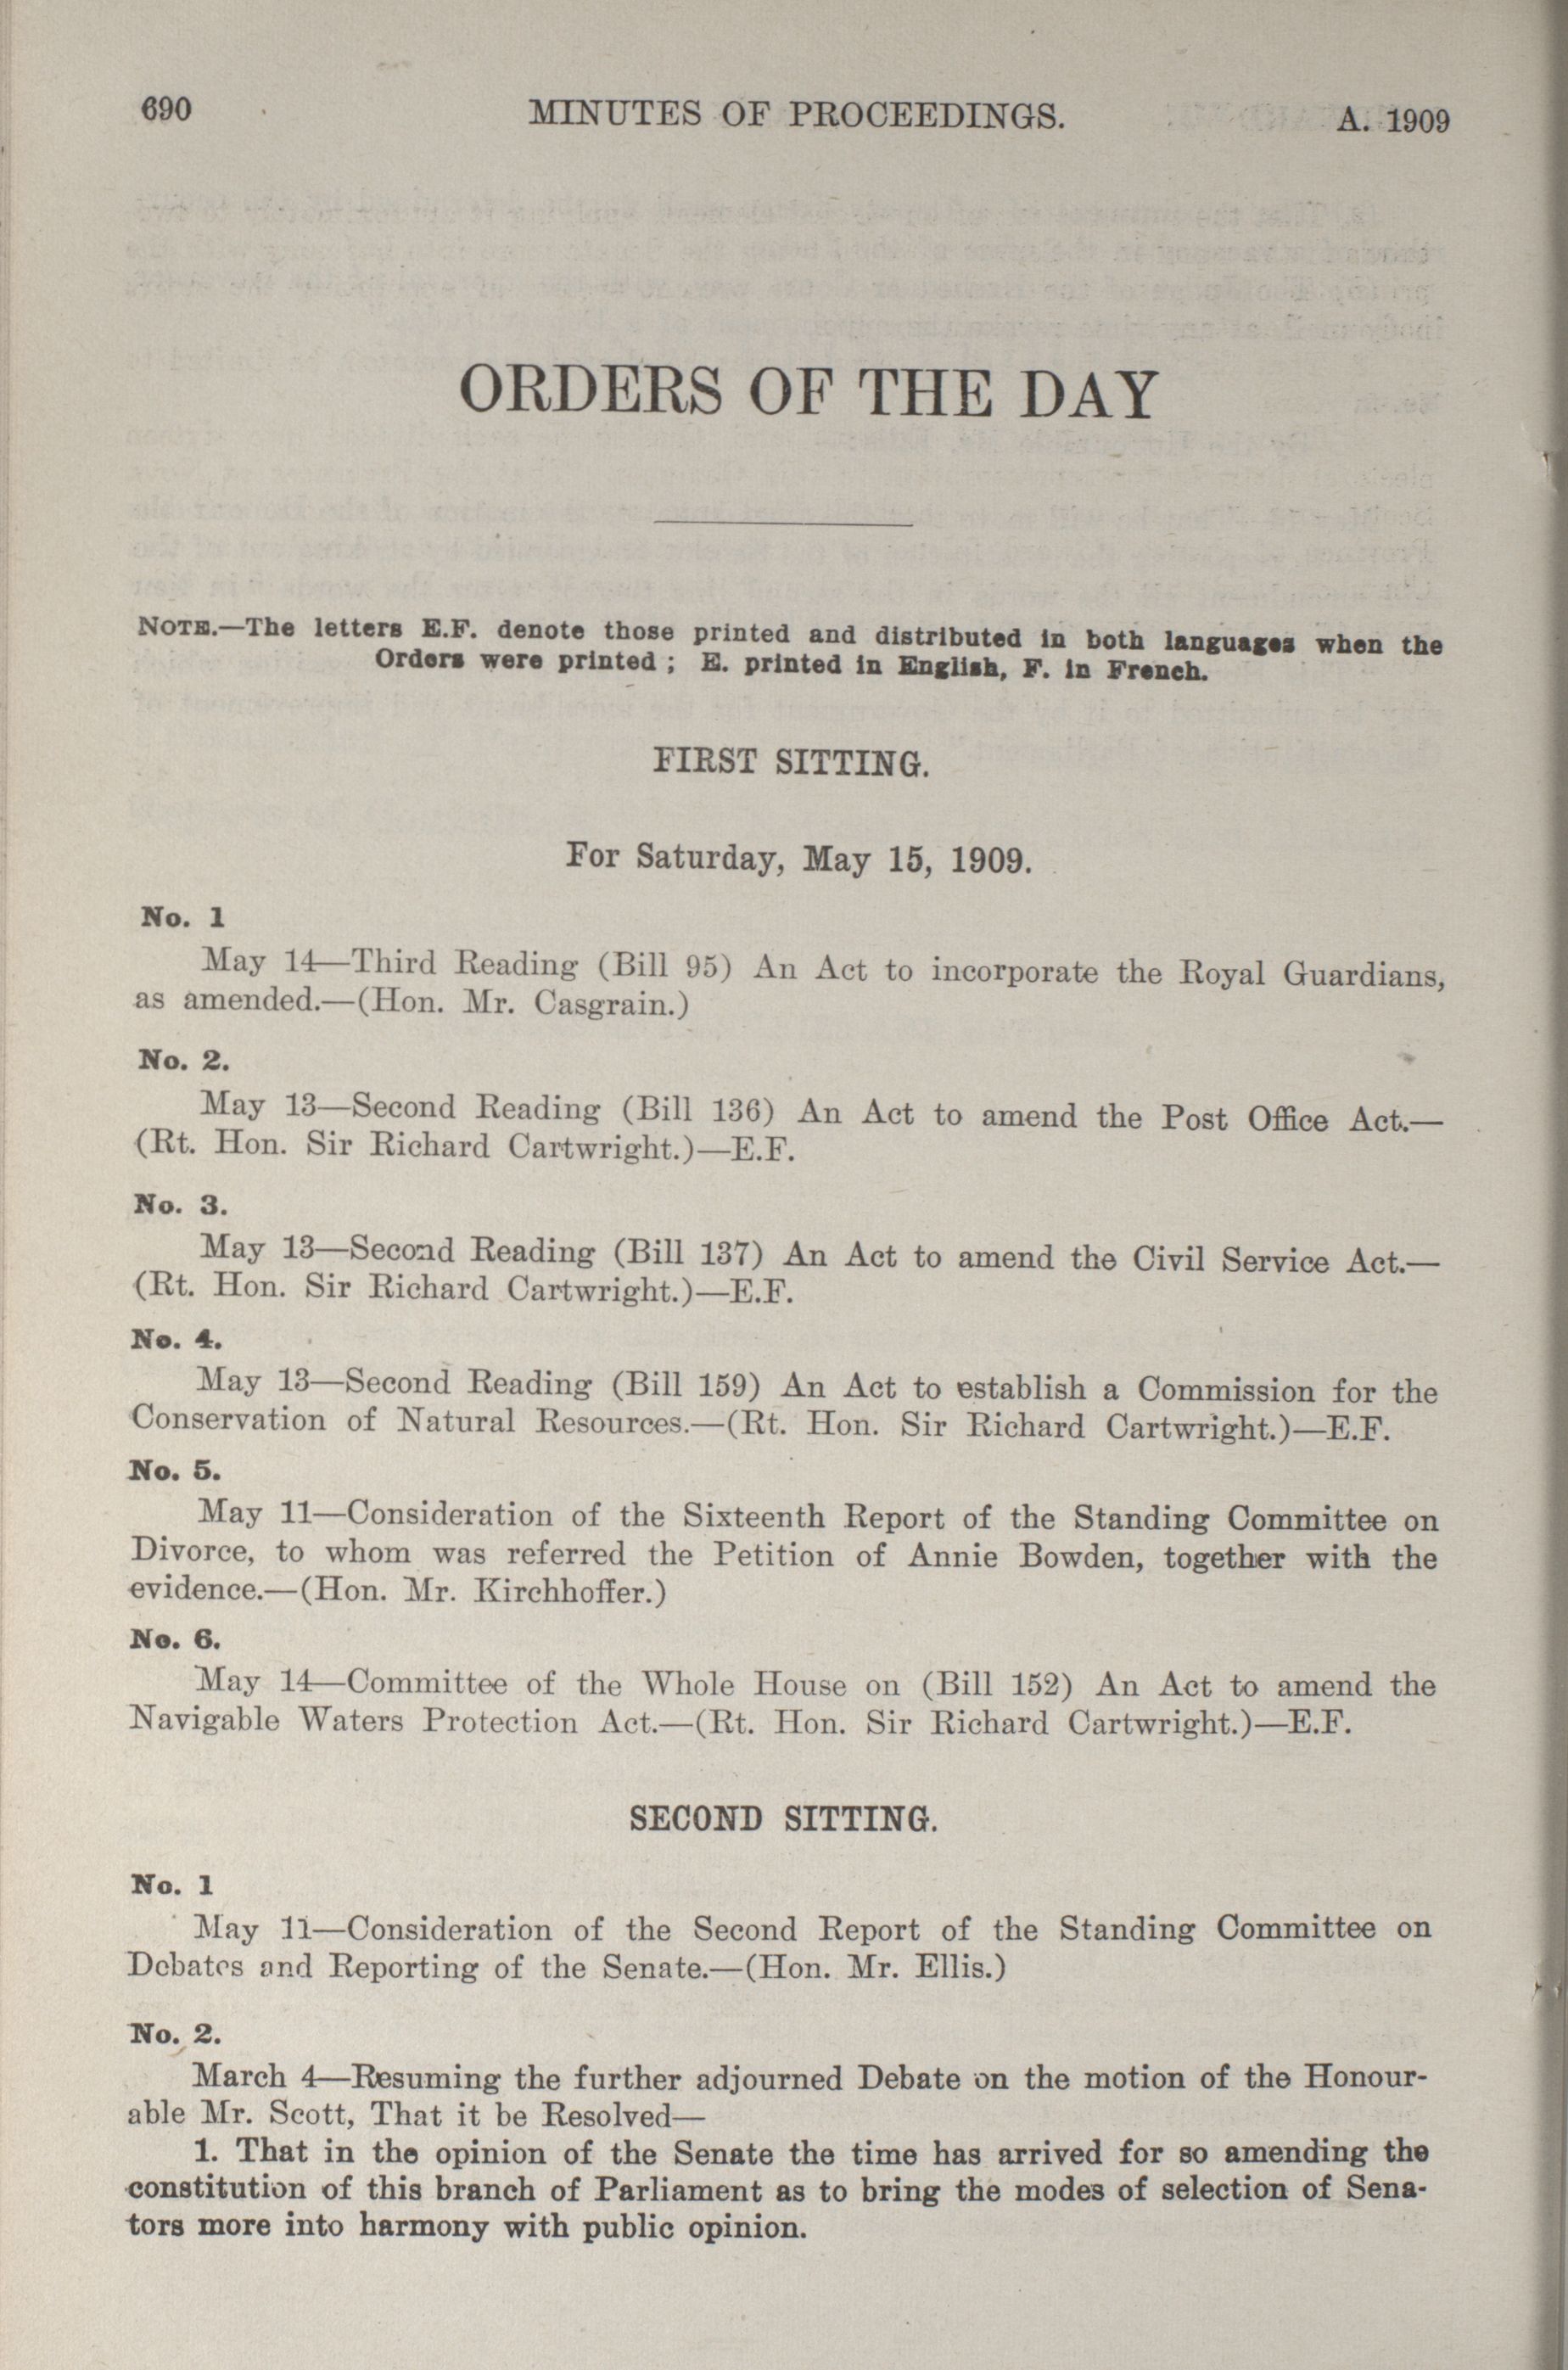 690 MINUTES OF PROCEEDINGS. A. 1909
ORDERS OF THE DAY
NOTE.—The letters E.F. denote those printed and distributed in both languages when the
Orders were printed ; E. printed in English, F. in French.
FIRST SITTING.
For Saturday, May 15, 1909.
No. 1
May 14—Third Reading (Bill 95) An Act to incorporate the Royal Guardians,
as amended.—(Hon. Mr. Casgrain.)
No. 2.
May 13—Second Reading (Bill 136) An Act to amend the Post Office Act.—
(Rt. Hon. Sir Richard Cartwright.)—E.F.
No. 3.
May 13—Second Reading (Bill 137) An Act to amend the Civil Service Act.—
(Rt. Hon. Sir Richard Cartwright.)—E.F.
No. 4.
May 13—Second Reading (Bill 159) An Act to establish a Commission for the
Conservation of Natural Resources.—(Rt. Hon. Sir Richard Cartwright.)—E.F.
No. 5.
May 11—Consideration of the Sixteenth Report of the Standing Committee on
Divorce, to whom was referred the Petition of Annie Bowden, together with the
evidence.—(Hon. Mr. Kirchhoffer.)
No. 6.
May 14—Committee of the Whole House on (Bill 152) An Act to amend the
Navigable Waters Protection Act.—(Rt. Hon. Sir Richard Cartwright.)—E.F.
SECOND SITTING.
No. 1
May 11—Consideration of the Second Report of the Standing Committee on
Debates and Reporting of the Senate.—(Hon. Mr. Ellis.)
No. 2.
March 4—Resuming the further adjourned Debate on the motion of the Honour-
able Mr. Scott, That it be Resolved—
1. That in the opinion of the Senate the time has arrived for so amending the
constitution of this branch of Parliament as to bring the modes of selection of Sena-
tors more into harmony with public opinion.